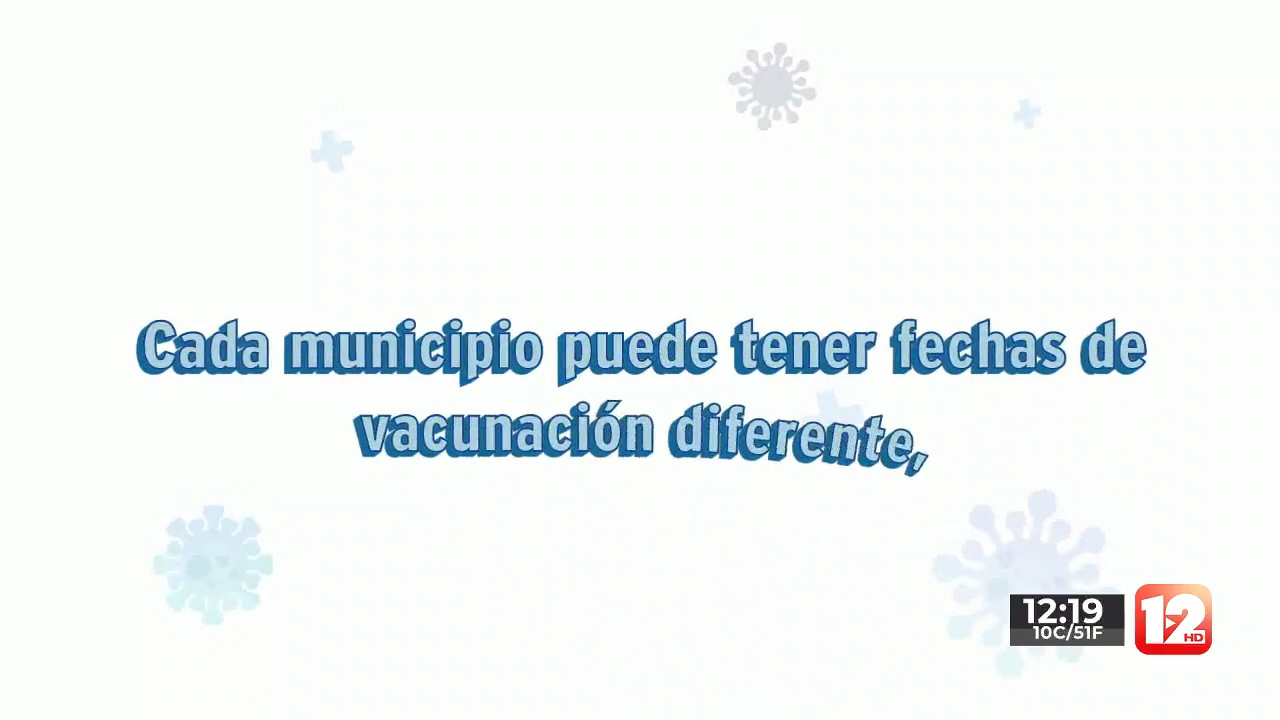 Cada municipio puede tener fechas de
vacunación diferente,
12:19
10C/51F
12
HD